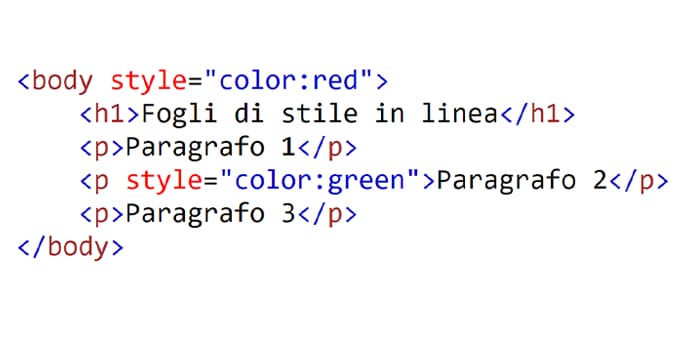 <body style="color:red">
<h1>Fogli di stile in linea</h1>
<p>Paragrafo 1</p>
<p style="color:green">Paragrafo 2</p>
<p>Paragrafo 3</p>
</body>